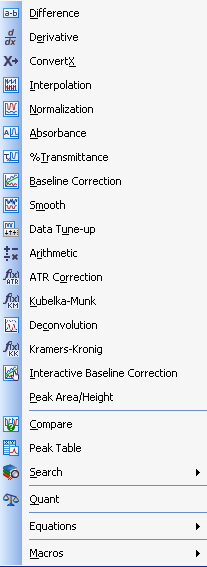 Difference
Derivative
ConvertX
Interpolation
Normalization
Absorbance
%Transmittance
Baseline Correction
Smooth
Data Tune-up
Arithmetic
ATR Correction
Kubelka-Munk
Deconvolution
Kramers-Kronig
Interactive Baseline Correction
Peak Area/Height
Compare
Peak Table
Search
Quant
Equations
Macros